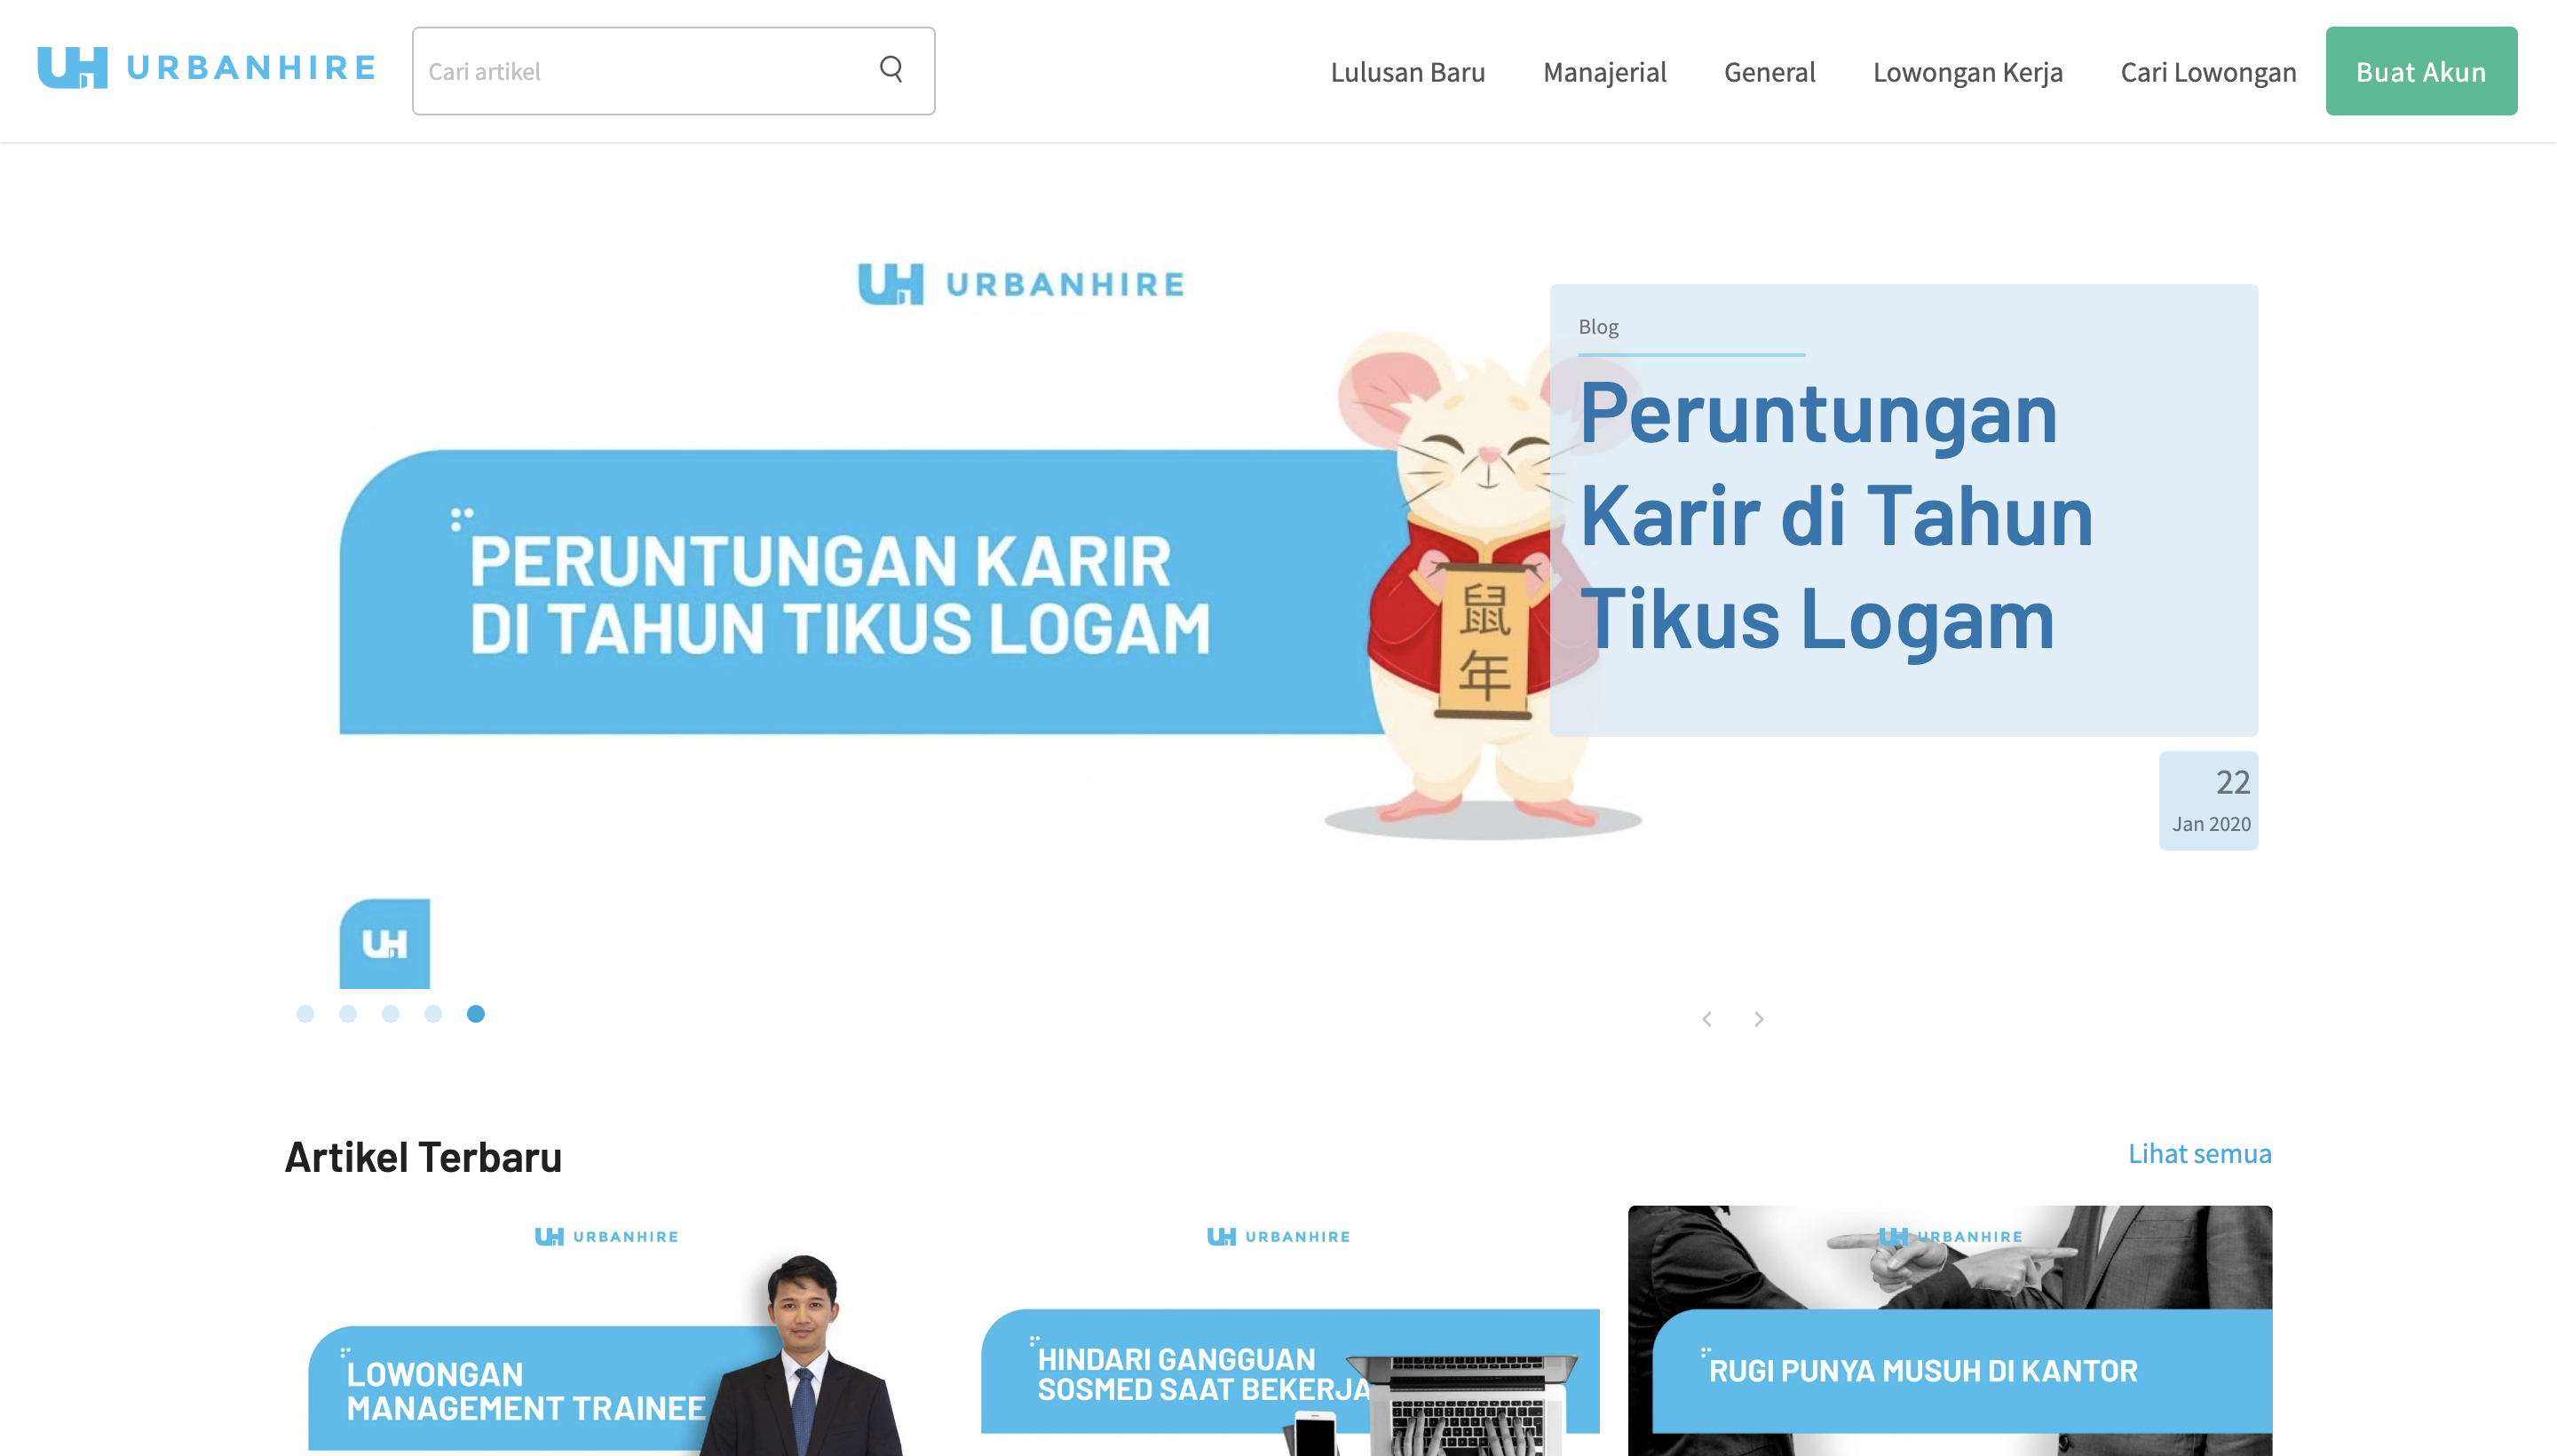 UH URBANHIRE
Cari artikel
Lulusan Baru
Manajerial
General
Lowongan Kerja
Cari Lowongan
Buat Akun
UH URBANHIRE
PERUNTUNGAN KARIR
DI TAHUN TIKUS LOGAM
鼠
年
Blog
Peruntungan
Karir di Tahun
Tikus Logam
22
Jan 2020
UH
Artikel Terbaru
Lihat semua
UH URBANHIRE
LOWONGAN
MANAGEMENT TRAINEE
UH URBANHIRE
HINDARI GANGGUAN
SOSMED SAAT BEKERJA
UH URBANHIRE
RUGI PUNYA MUSUH DI KANTOR